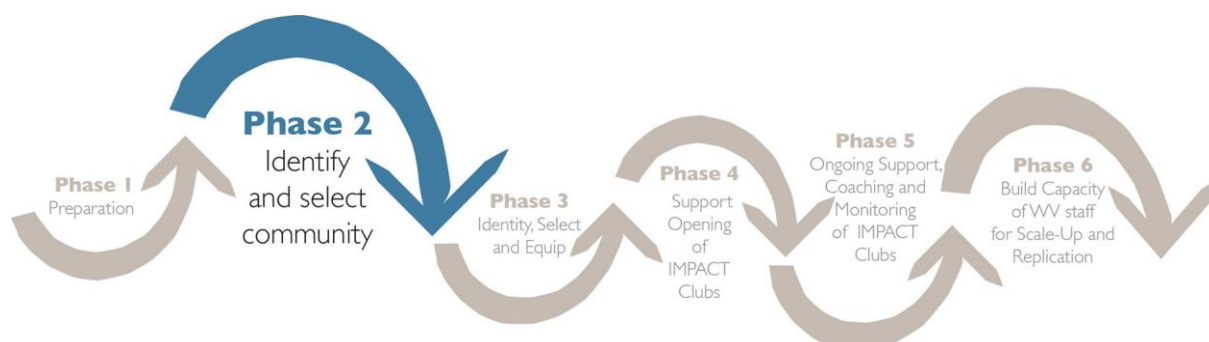 Phase 1
Preparation
Phase 2
Identify
and select
community
Phase 3
Identity, Select
and Equip
Phase 4
Support
Opening
of
IMPACT
Clubs
Phase 5
Ongoing Support,
Coaching and
Monitoring
of IMPACT
Clubs
Phase 6
Build Capacity
of WV staff
for Scale-Up and
Replication